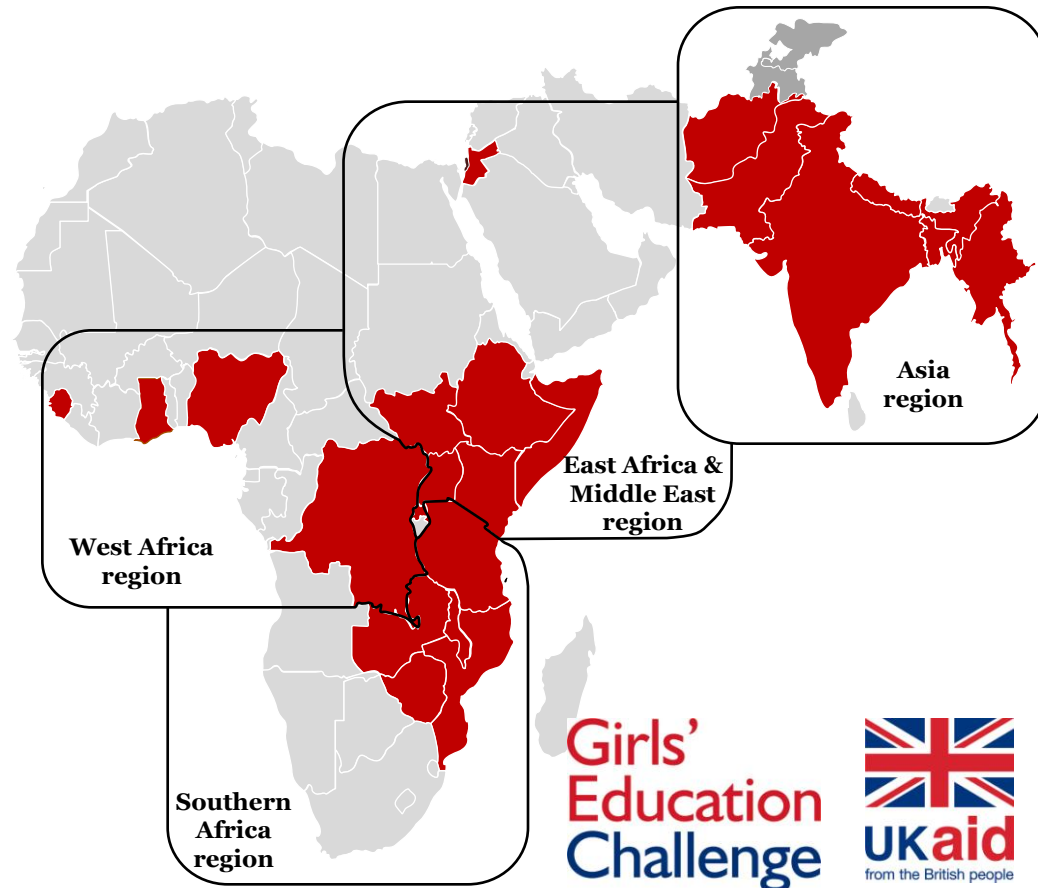 Asia
region
East Africa &
Middle East
region
West Africa
region
Southern
Africa
region
Girls'
Education
Challenge
UKaid
from the British people